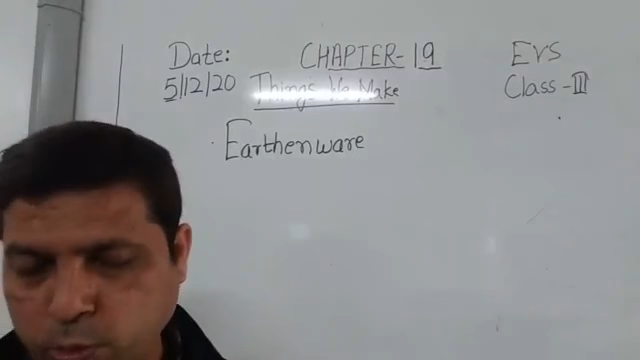 Date: CHAPTER-19 EVS
5/12/20 Things We Make Class-III
Earthenware